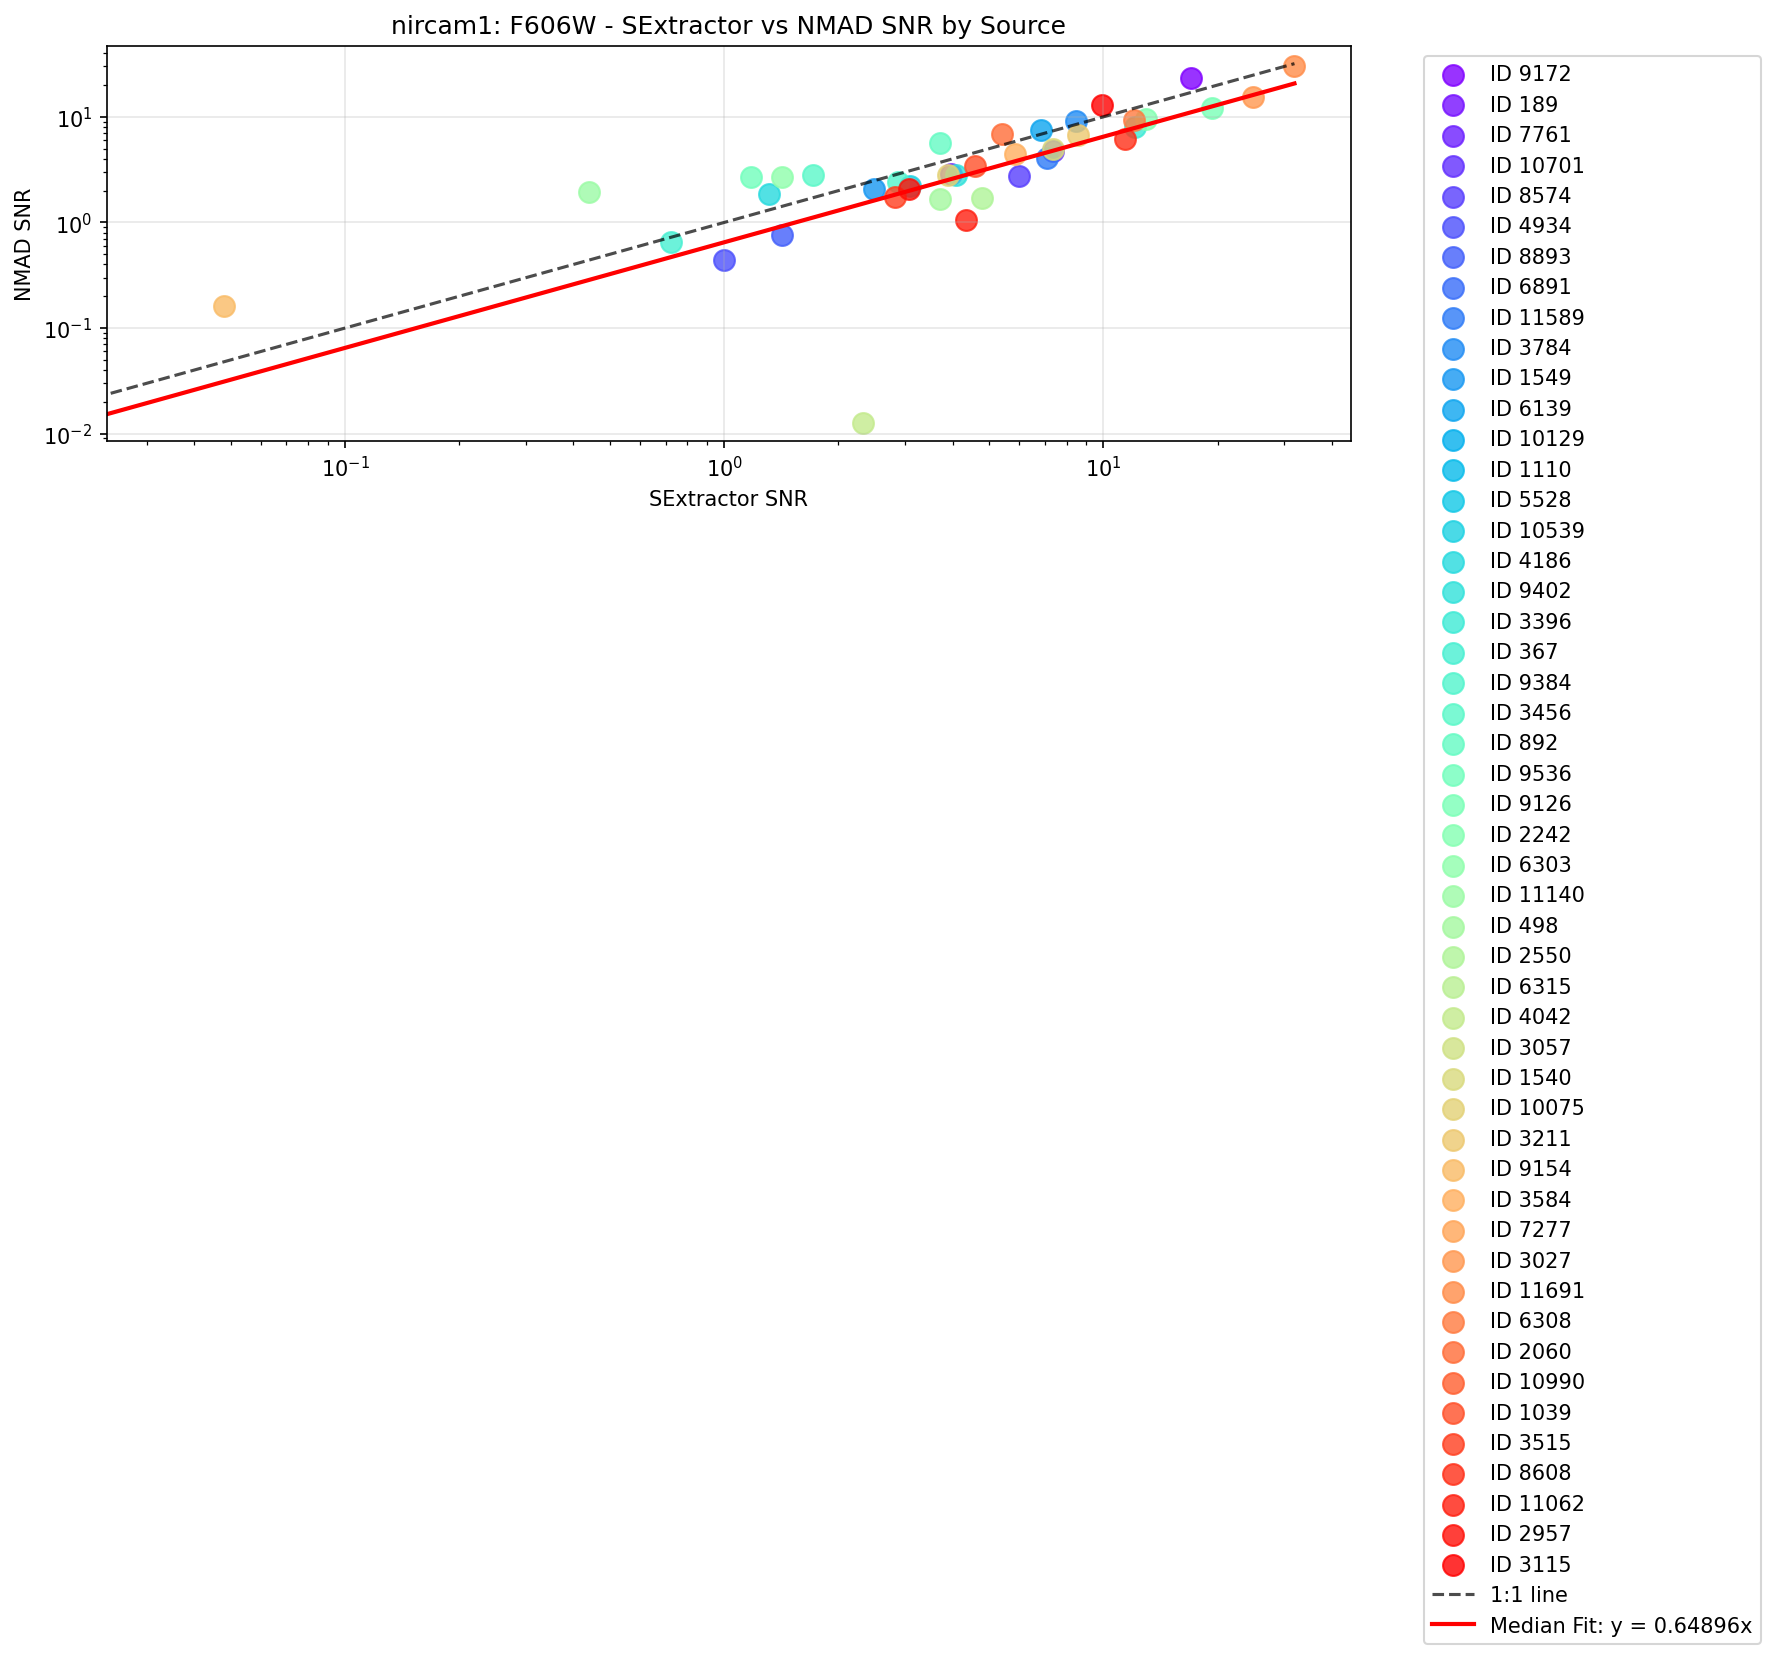 nircam1: F606W - SExtractor vs NMAD SNR by Source
NMAD SNR
10¹
10⁰
10⁻¹
10⁻²
10⁻¹
10⁰
10¹
SExtractor SNR
ID 9172
ID 189
ID 7761
ID 10701
ID 8574
ID 4934
ID 8893
ID 6891
ID 11589
ID 3784
ID 1549
ID 6139
ID 10129
ID 1110
ID 5528
ID 10539
ID 4186
ID 9402
ID 3396
ID 367
ID 9384
ID 3456
ID 892
ID 9536
ID 9126
ID 2242
ID 6303
ID 11140
ID 498
ID 2550
ID 6315
ID 4042
ID 3057
ID 1540
ID 10075
ID 3211
ID 9154
ID 3584
ID 7277
ID 3027
ID 11691
ID 6308
ID 2060
ID 10990
ID 1039
ID 3515
ID 8608
ID 11062
ID 2957
ID 3115
1:1 line
Median Fit: y = 0.64896x